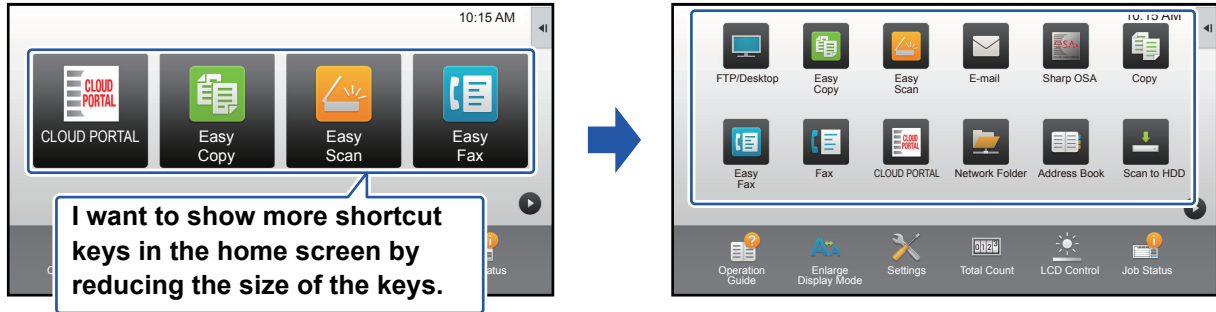 10:15 AM
CLOUD
PORTAL
CLOUD PORTAL
Easy
Copy
Easy
Scan
Easy
Fax
I want to show more shortcut
keys in the home screen by
reducing the size of the keys.
10:15 AM
FTP/Desktop
Easy
Copy
Easy
Scan
E-mail
Sharp OSA
Copy
Easy
Fax
Fax
CLOUD
PORTAL
CLOUD PORTAL
Network Folder
Address Book
Scan to HDD
Operation
Guide
Enlarge
Display Mode
Settings
Total Count
LCD Control
Job Status